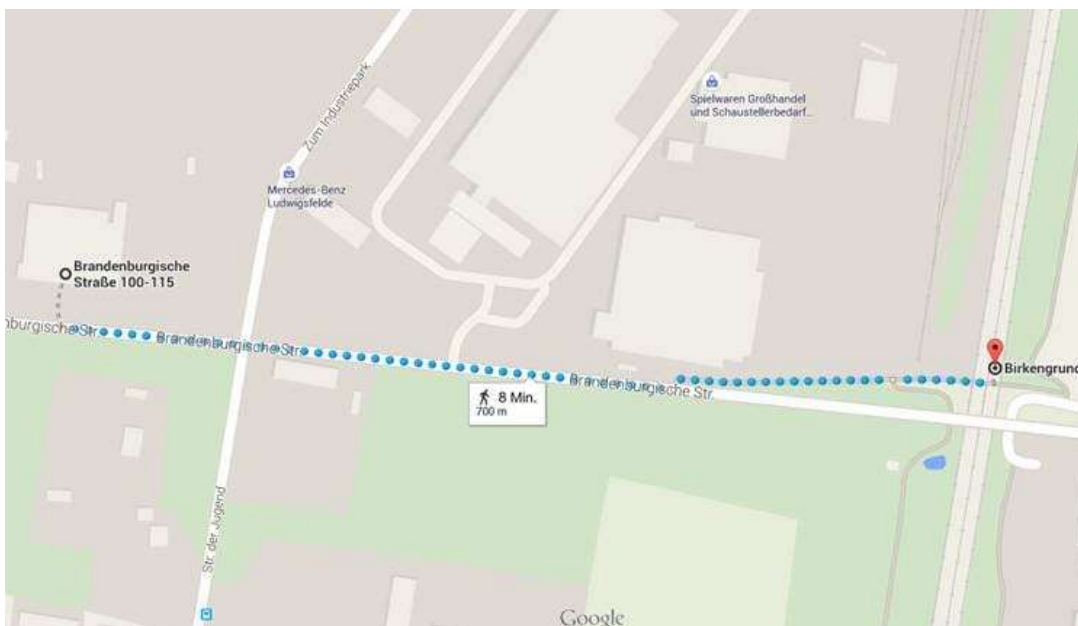 Zum Industriepark
Spielwaren Großhandel
und Schaustellerbedarf...
Mercedes-Benz
Ludwigsfelde
Brandenburgische
Straße 100-115
nburgische Str.
Brandenburgische Str.
Brandenburgische Str.
8 Min.
700 m
Birkengrund
Str. der Jugend
Google